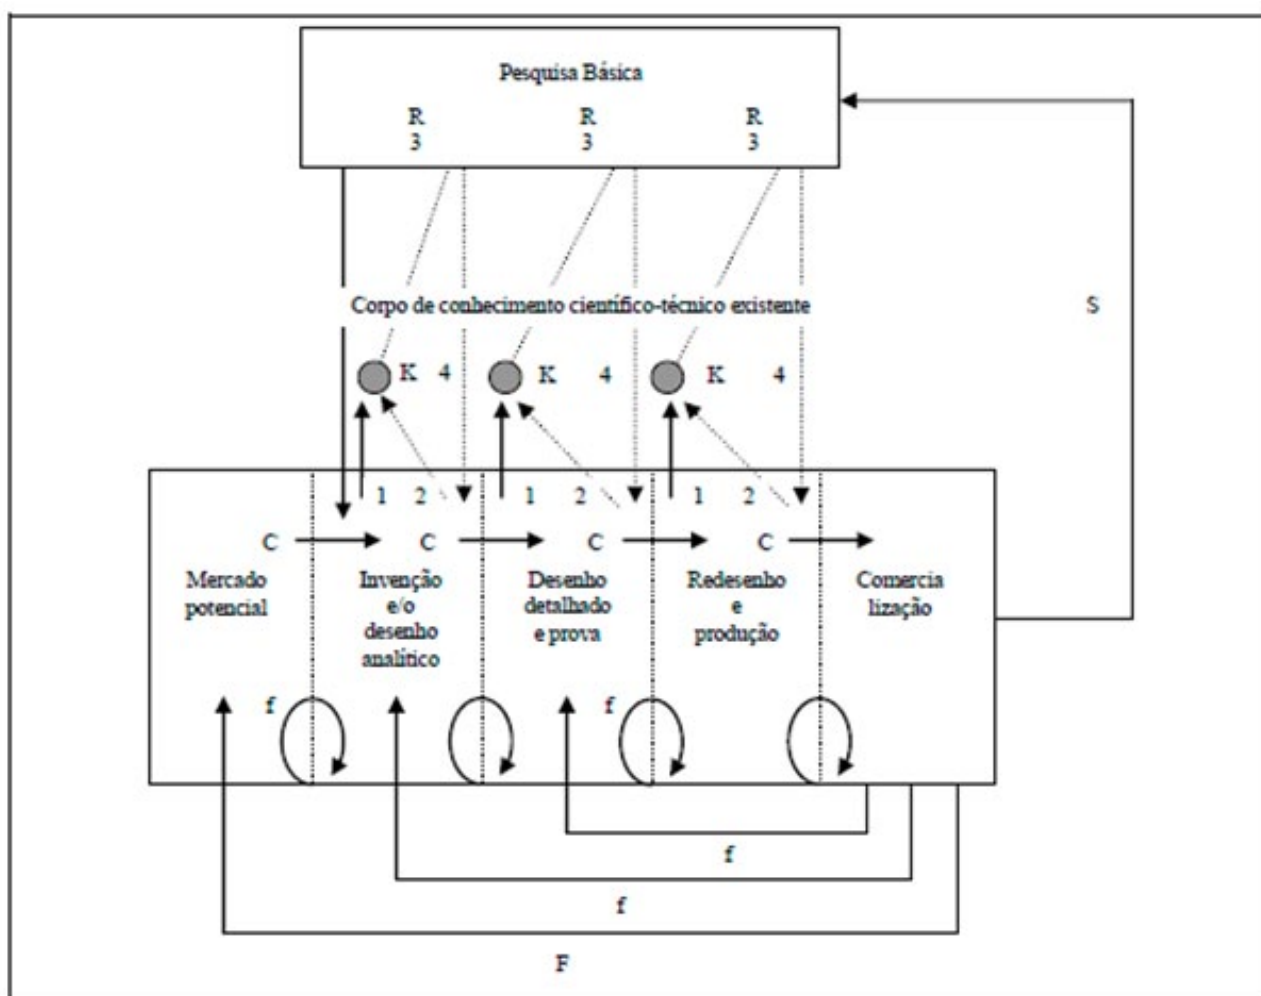 Pesquisa Básica
R R R
3 3 3
Corpo de conhecimento científico-técnico existente
S
K 4 K 4 K 4
1 2 1 2 1 2
C C C C
Mercado
potencial
Invenção
e/o
desenho
analítico
Desenho
detalhado
e prova
Redesenho
e
produção
Comercia
lização
f f
f
f
F